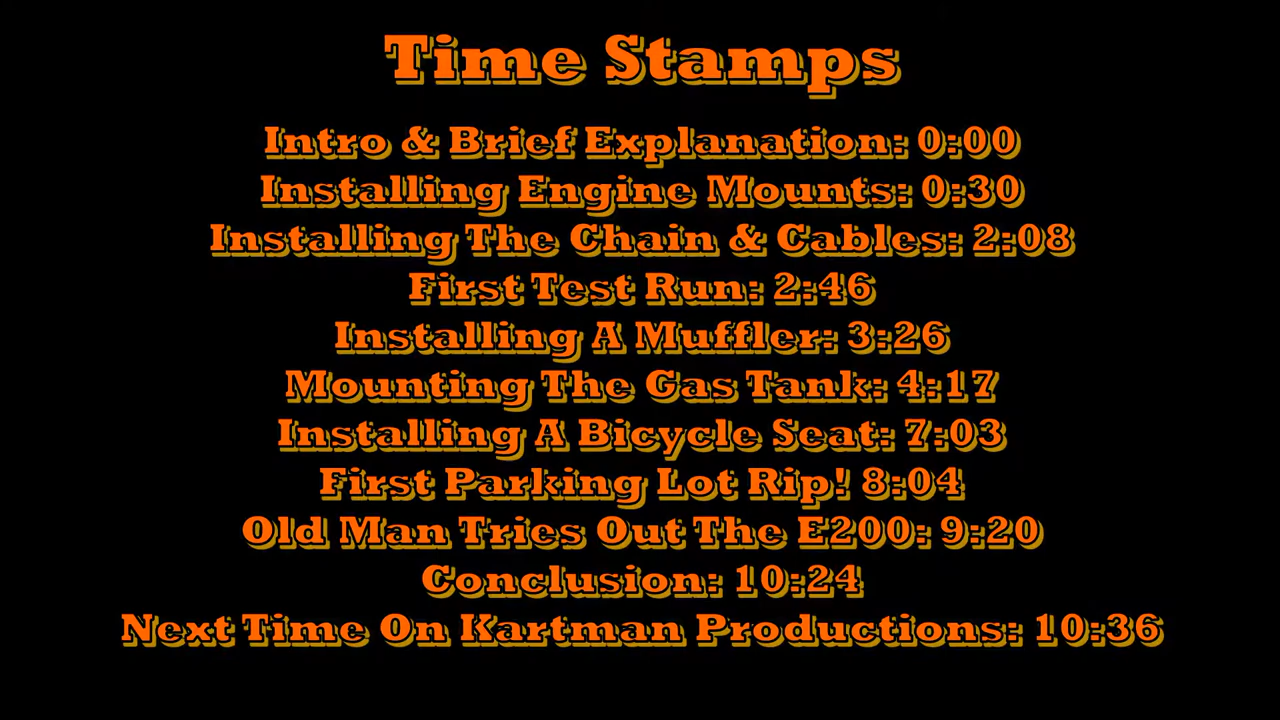 Time Stamps
Intro & Brief Explanation: 0:00
Installing Engine Mounts: 0:30
Installing The Chain & Cables: 2:08
First Test Run: 2:46
Installing A Muffler: 3:26
Mounting The Gas Tank: 4:17
Installing A Bicycle Seat: 7:03
First Parking Lot Rip! 8:04
Old Man Tries Out The E200: 9:20
Conclusion: 10:24
Next Time On Kartman Productions: 10:36